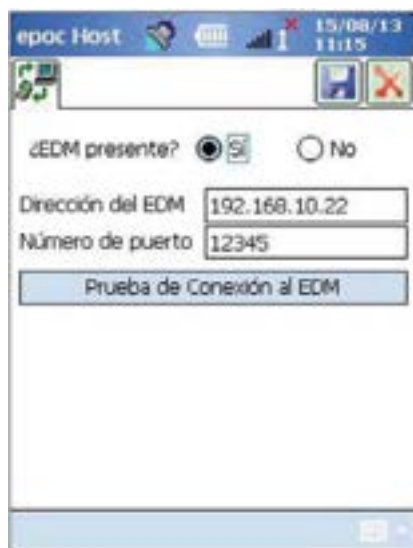 epoc Host
15/08/13
11:15
¿EDM presente? Sí No
Dirección del EDM 192.168.10.22
Número de puerto 12345
Prueba de Conexión al EDM